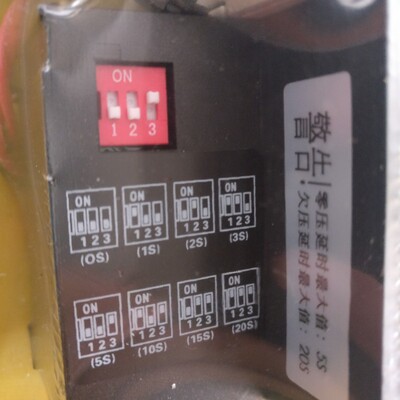 ON
1 2 3
ON
1 2 3
(0S)
ON
1 2 3
(1S)
ON
1 2 3
(2S)
ON
1 2 3
(3S)
ON
1 2 3
(5S)
ON
1 2 3
(10S)
ON
1 2 3
(15S)
ON
1 2 3
(20S)
警告！
零压延时最大值：5S
欠压延时最大值：20S